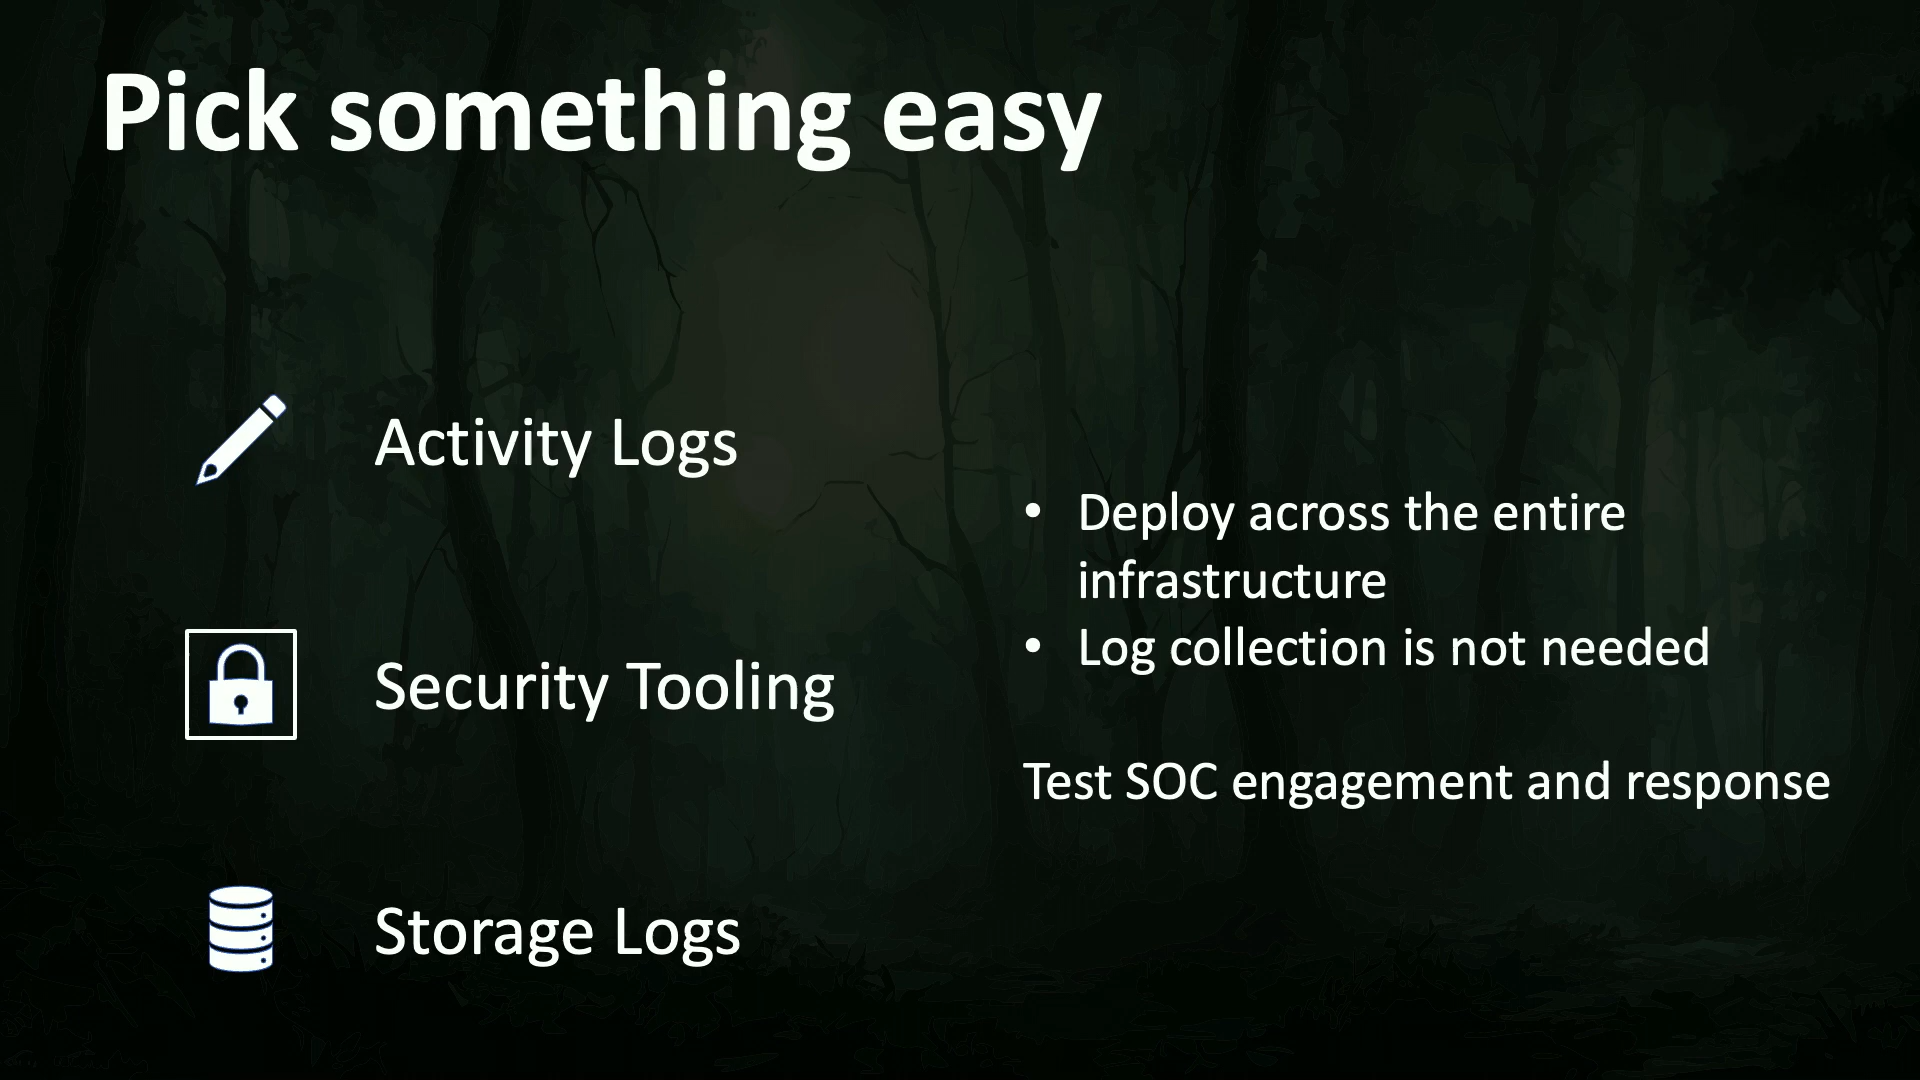 Pick something easy
Activity Logs
Security Tooling
Storage Logs
• Deploy across the entire
infrastructure
• Log collection is not needed
Test SOC engagement and response